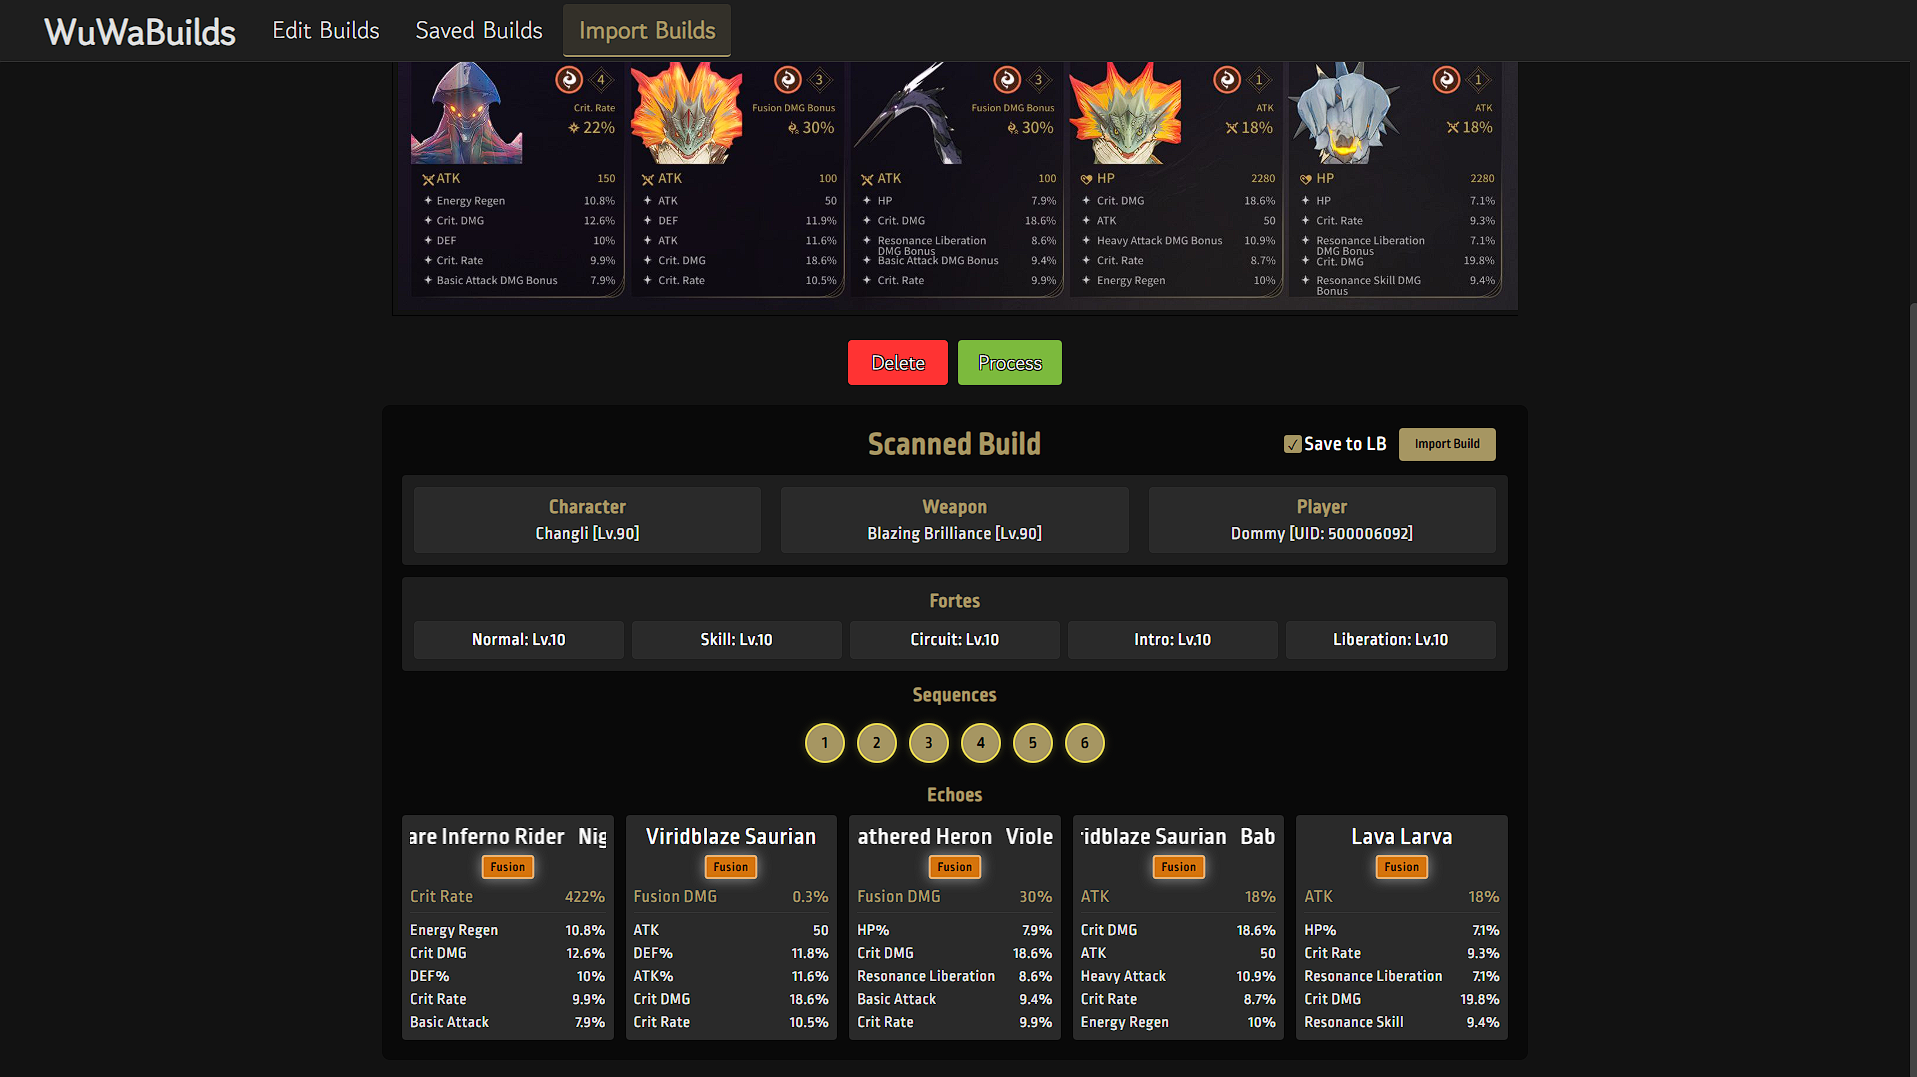 WuWaBuilds
Edit Builds
Saved Builds
Import Builds
4
Crit. Rate
22%
ATK 150
Energy Regen 10.8%
Crit. DMG 12.6%
DEF 10%
Crit. Rate 9.9%
Basic Attack DMG Bonus 7.9%
3
Fusion DMG Bonus
30%
ATK 100
ATK 50
DEF 11.9%
ATK 11.6%
Crit. DMG 18.6%
Crit. Rate 10.5%
3
Fusion DMG Bonus
30%
ATK 100
HP 7.9%
Crit. DMG 18.6%
Resonance Liberation 8.6%
DMG Bonus
Basic Attack DMG Bonus 9.4%
Crit. Rate 9.9%
1
ATK
18%
HP 2280
Crit. DMG 18.6%
ATK 50
Heavy Attack DMG Bonus 10.9%
Crit. Rate 8.7%
Energy Regen 10%
1
ATK
18%
HP 2280
HP 7.1%
Crit. Rate 9.3%
Resonance Liberation 7.1%
DMG Bonus
Crit. DMG 19.8%
Resonance Skill DMG 9.4%
Bonus
Delete
Process
Scanned Build
Save to LB
Import Build
Character
Changli [Lv.90]
Weapon
Blazing Brilliance [Lv.90]
Player
Dommy [UID: 500006092]
Fortes
Normal: Lv.10
Skill: Lv.10
Circuit: Lv.10
Intro: Lv.10
Liberation: Lv.10
Sequences
1 2 3 4 5 6
Echoes
are Inferno Rider Nig
Fusion
Crit Rate 422%
Energy Regen 10.8%
Crit DMG 12.6%
DEF% 10%
Crit Rate 9.9%
Basic Attack 7.9%
Viridblaze Saurian
Fusion
Fusion DMG 0.3%
ATK 50
DEF% 11.8%
ATK% 11.6%
Crit DMG 18.6%
Crit Rate 10.5%
athered Heron Viole
Fusion
Fusion DMG 30%
HP% 7.9%
Crit DMG 18.6%
Resonance Liberation 8.6%
Basic Attack 9.4%
Crit Rate 9.9%
ridblaze Saurian Bab
Fusion
ATK 18%
Crit DMG 18.6%
ATK 50
Heavy Attack 10.9%
Crit Rate 8.7%
Energy Regen 10%
Lava Larva
Fusion
ATK 18%
HP% 7.1%
Crit Rate 9.3%
Resonance Liberation 7.1%
Crit DMG 19.8%
Resonance Skill 9.4%